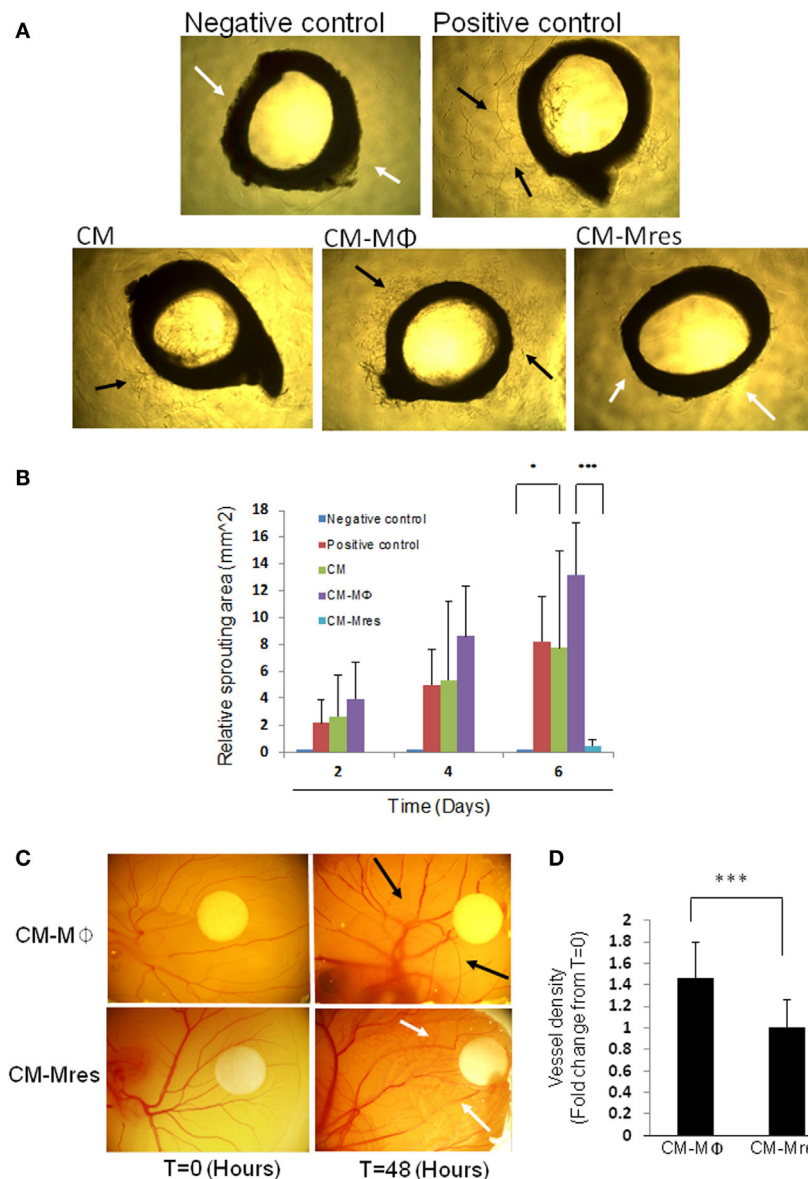 A
Negative control
Positive control
CM
CM-MΦ
CM-Mres
B
* ***
Relative sprouting area (mm^2)
18
16
14
12
10
8
6
4
2
0
Negative control
Positive control
CM
CM-MΦ
CM-Mres
2 4 6
Time (Days)
C
CM-MΦ
CM-Mres
T=0 (Hours) T=48 (Hours)
D
***
Vessel density
(Fold change from T=0)
2
1.8
1.6
1.4
1.2
1
0.8
0.6
0.4
0.2
0
CM-MΦ CM-Mre